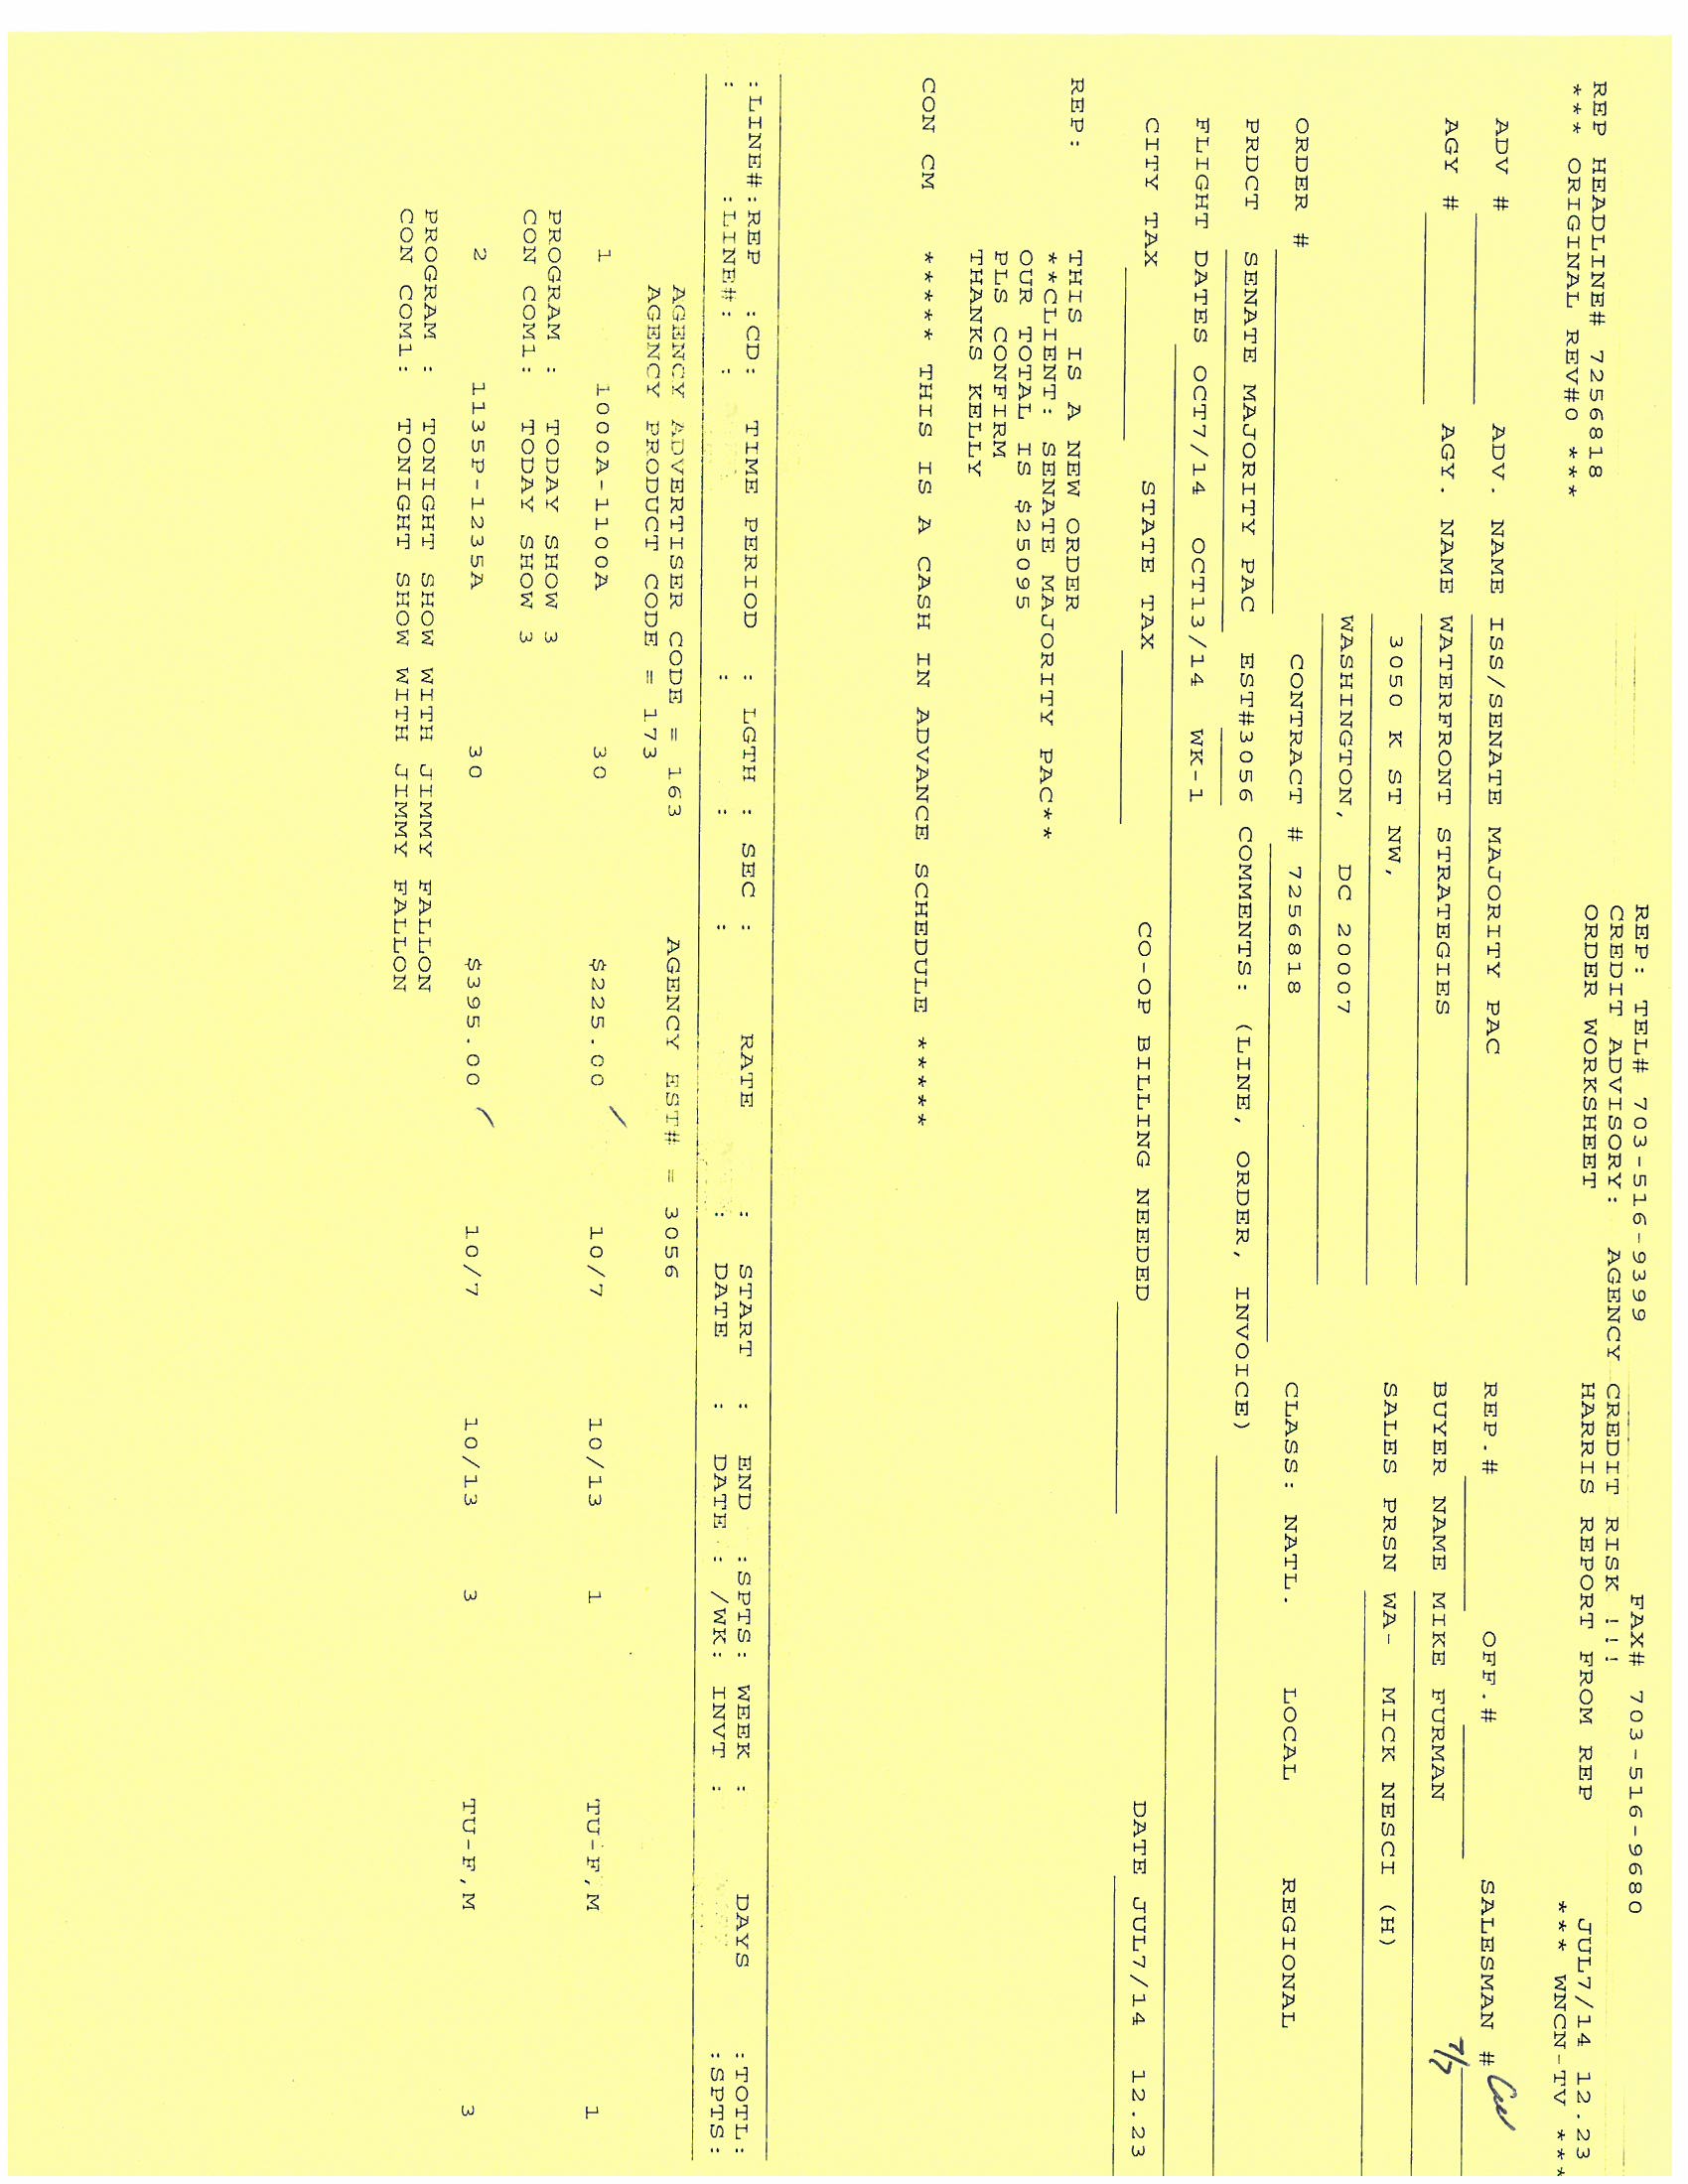 REP: TEL# 703-516-9399 FAX# 703-516-9680
CREDIT ADVISORY: AGENCY CREDIT RISK !!!
REP HEADLINE# 7256818 ORDER WORKSHEET HARRIS REPORT FROM REP JUL7/14 12.23
*** ORIGINAL REV#0 *** *** WNCN-TV ***
ADV # ADV. NAME ISS/SENATE MAJORITY PAC REP.# OFF.# SALESMAN #
AGY # AGY. NAME WATERFRONT STRATEGIES BUYER NAME MIKE FURMAN 7/7
3050 K ST NW, SALES PRSN WA- MICK NESCI (H)
WASHINGTON, DC 20007
ORDER # CONTRACT # 7256818 CLASS: NATL. LOCAL REGIONAL
PRDCT SENATE MAJORITY PAC EST#3056 COMMENTS: (LINE, ORDER, INVOICE)
FLIGHT DATES OCT7/14 OCT13/14 WK-1
CITY TAX STATE TAX CO-OP BILLING NEEDED DATE JUL7/14 12.23
REP: THIS IS A NEW ORDER
**CLIENT: SENATE MAJORITY PAC**
OUR TOTAL IS $25095
PLS CONFIRM
THANKS KELLY
CON CM ***** THIS IS A CASH IN ADVANCE SCHEDULE *****
:LINE#:REP :CD: TIME PERIOD : LGTH : SEC : RATE : START : END :SPTS: WEEK : DAYS :TOTL:
: :LINE#: : : : : : DATE : DATE : /WK: INVT : :SPTS:
AGENCY ADVERTISER CODE = 163 AGENCY EST# = 3056
AGENCY PRODUCT CODE = 173
1 1000A-1100A 30 $225.00 10/7 10/13 1 TU-F,M 1
PROGRAM : TODAY SHOW 3
CON COM1: TODAY SHOW 3
2 1135P-1235A 30 $395.00 10/7 10/13 3 TU-F,M 3
PROGRAM : TONIGHT SHOW WITH JIMMY FALLON
CON COM1: TONIGHT SHOW WITH JIMMY FALLON